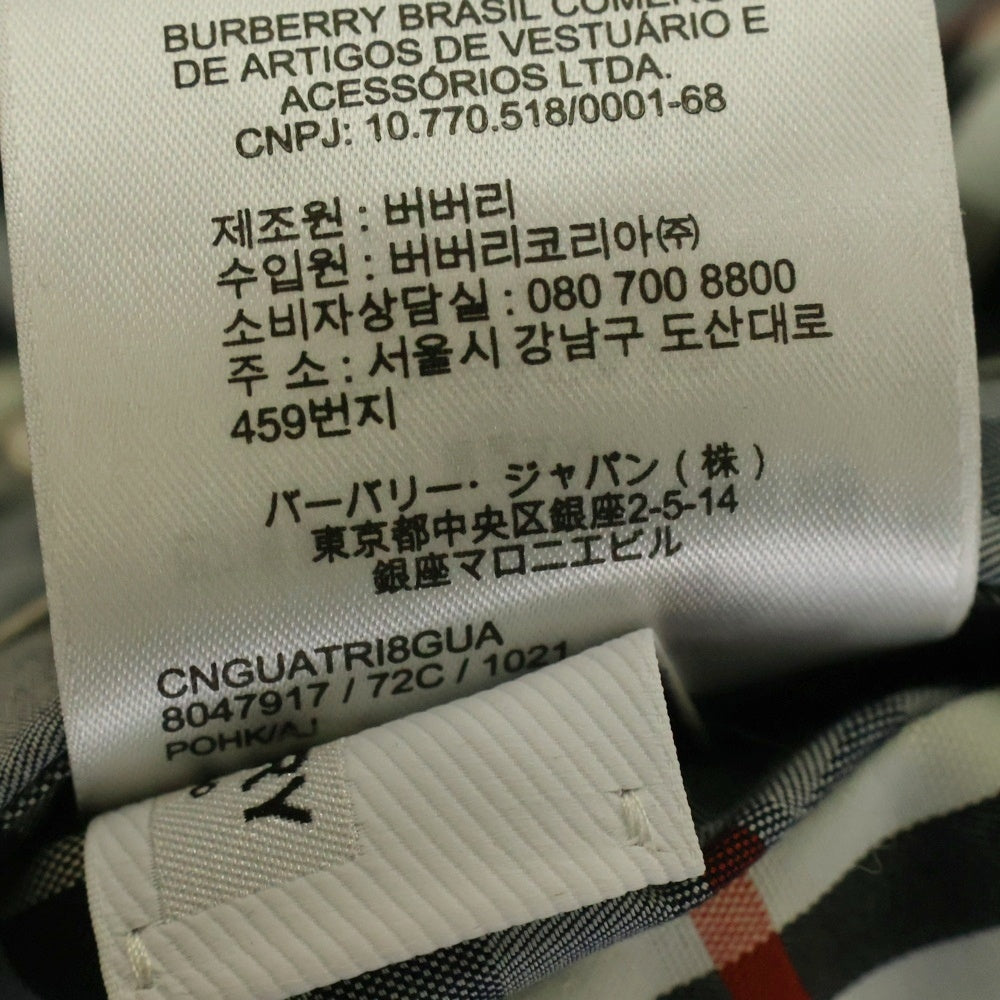 BURBERRY BRASIL
DE ARTIGOS DE VESTUÁRIO E
ACESSÓRIOS LTDA.
CNPJ: 10.770.518/0001-68
제조원 : 버버리
수입원 : 버버리코리아㈜
소비자상담실 : 080 700 8800
주 소 : 서울시 강남구 도산대로
459번지
バーバリー・ジャパン ( 株 )
東京都中央区銀座2-5-14
銀座マロニエビル
CNGUATRI8GUA
8047917 / 72C / 1021
POHK/AJ
RY